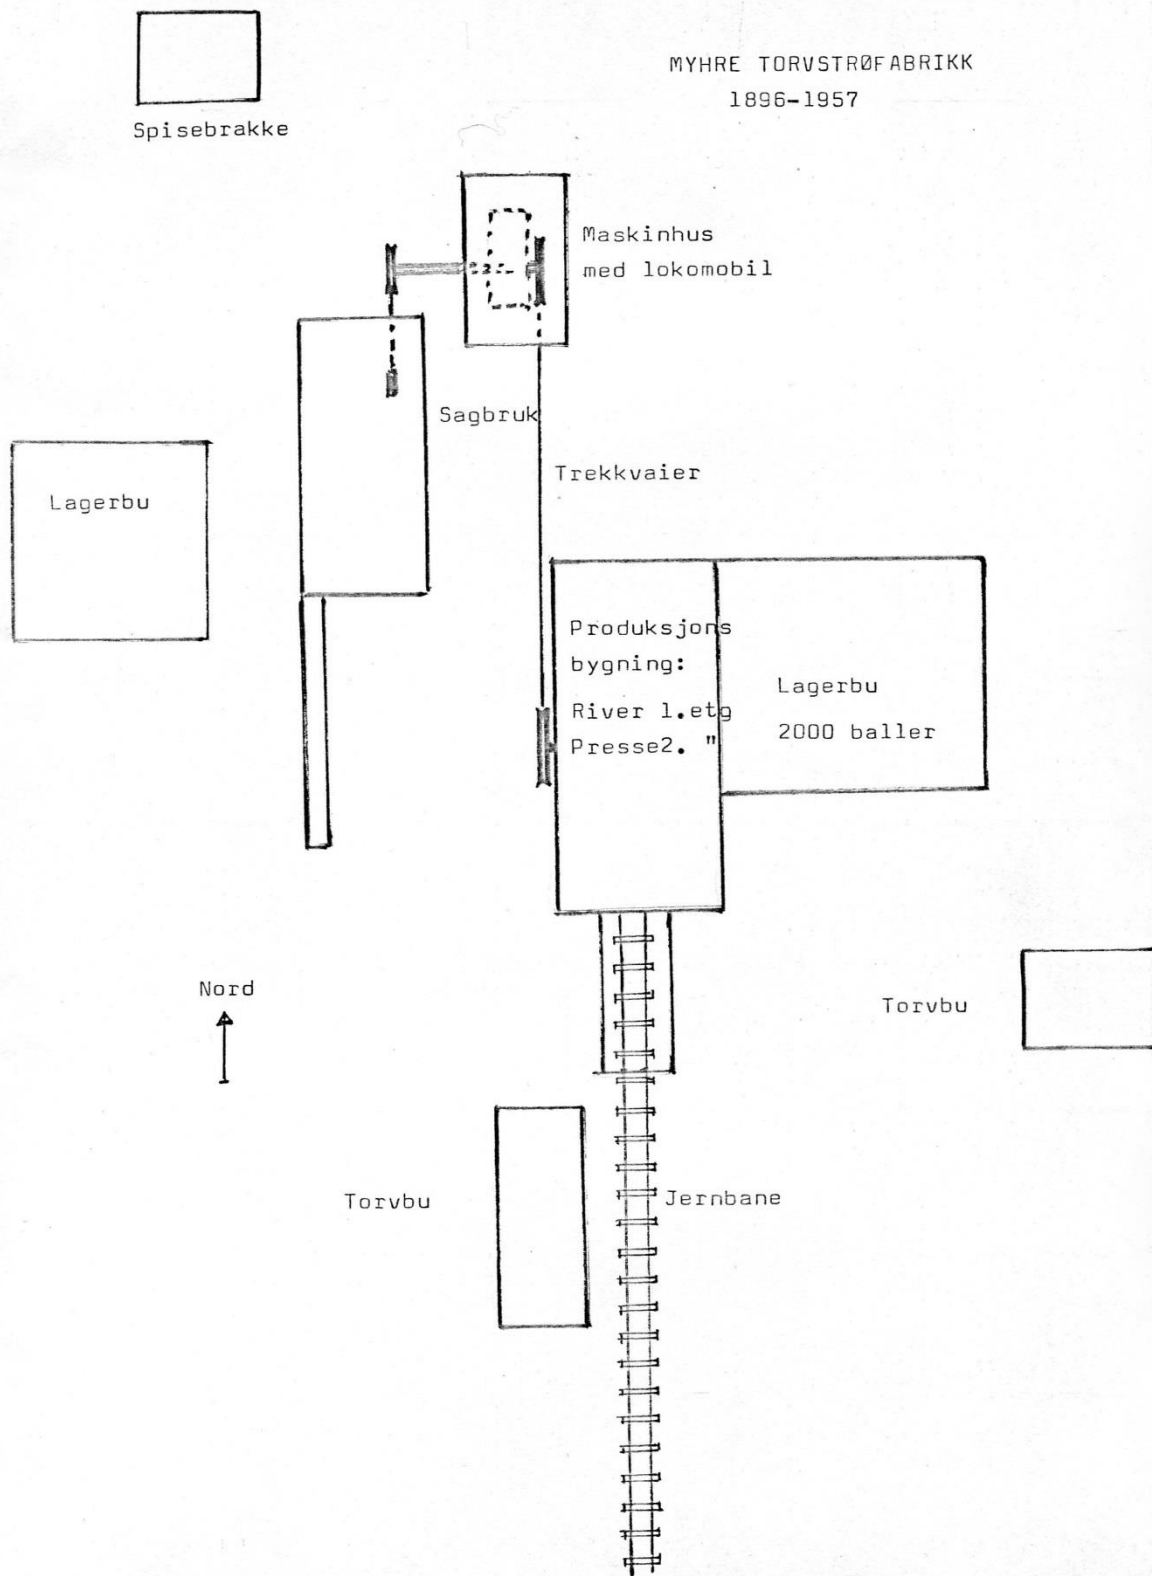 MYHRE TORVSTRØFABRIKK
1896-1957
Spisebrakke
Maskinhus
med lokomobil
Sagbruk
Trekkvaier
Lagerbu
Produksjons
bygning:
River 1.etg
Presse2. "
Lagerbu
2000 baller
Nord
Torvbu
Torvbu
Jernbane